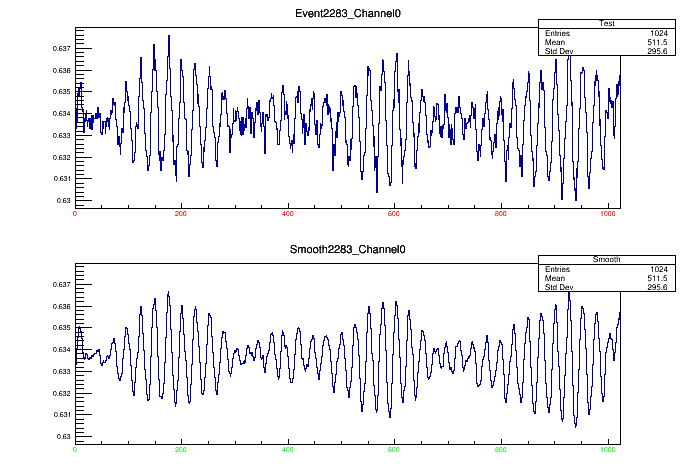 Event2283_Channel0
Test
Entries 1024
Mean 511.5
Std Dev 295.6
0.637
0.636
0.635
0.634
0.633
0.632
0.631
0.63
0 200 400 600 800 1000
Smooth2283_Channel0
Smooth
Entries 1024
Mean 511.5
Std Dev 295.6
0.637
0.636
0.635
0.634
0.633
0.632
0.631
0.63
0 200 400 600 800 1000